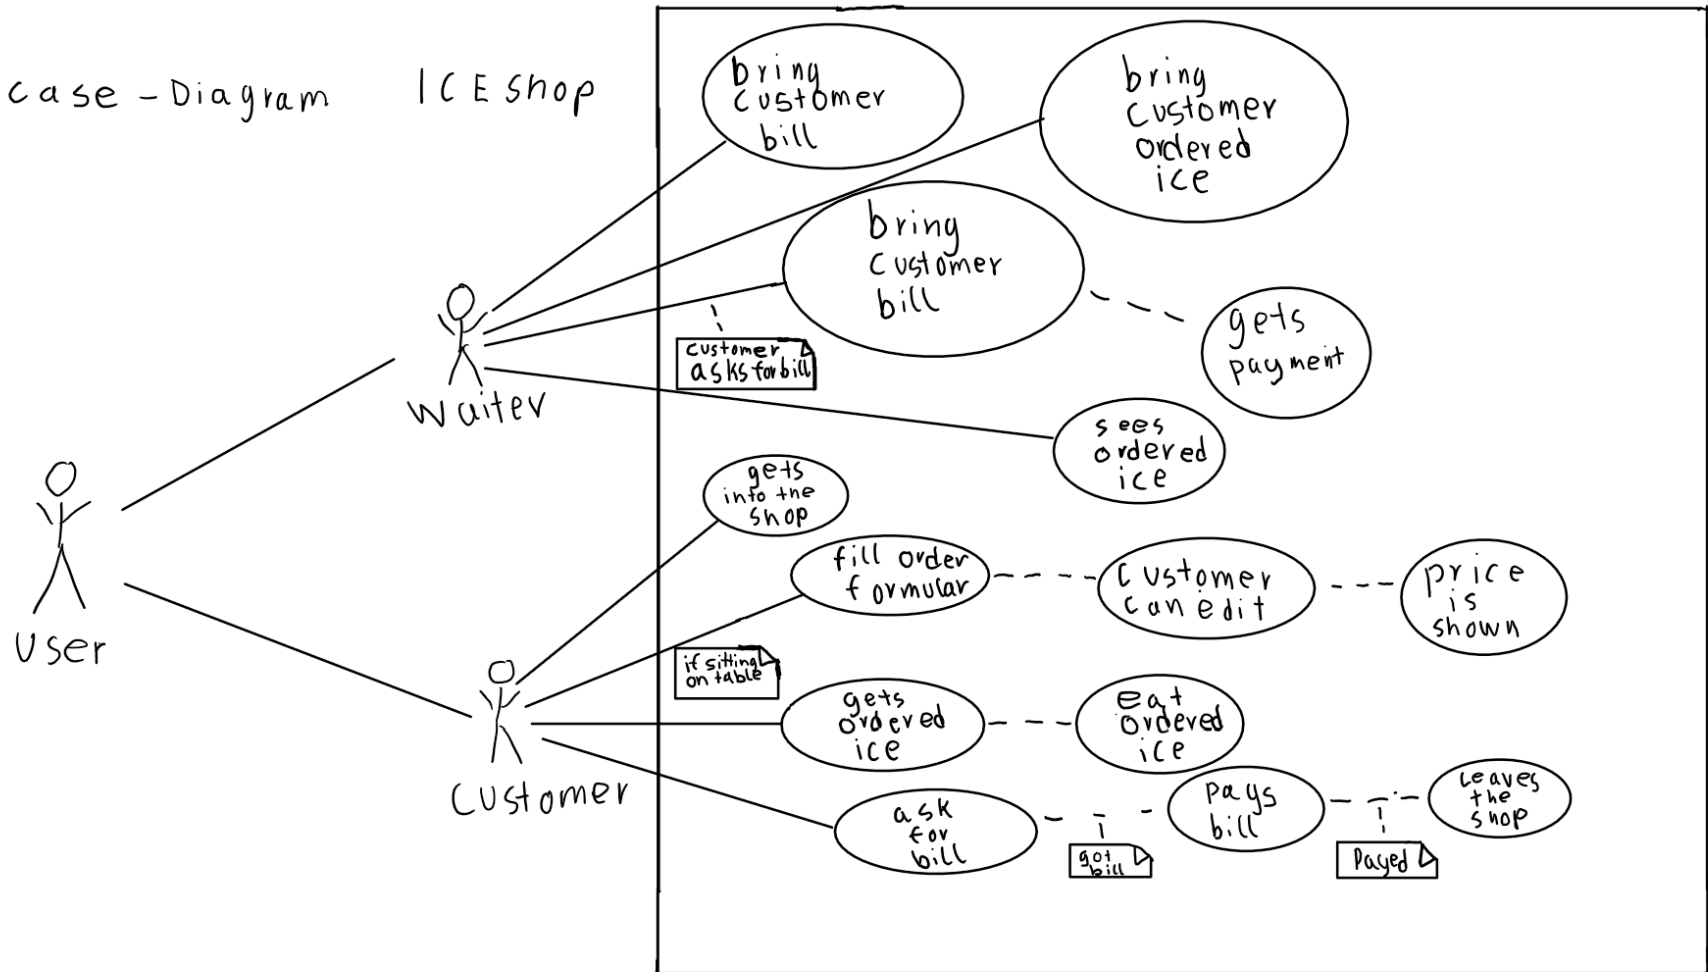 case - Diagram ICE shop
bring
customer
bill
bring
customer
ordered
ice
bring
customer
bill
gets
payment
customer
asks for bill
waiter
sees
ordered
ice
user
gets
into the
shop
fill order
formular
customer
can edit
price
is
shown
if sitting
on table
gets
ordered
ice
eat
ordered
ice
customer
ask
for
bill
got
bill
pays
bill
Payed
Leaves
the
shop